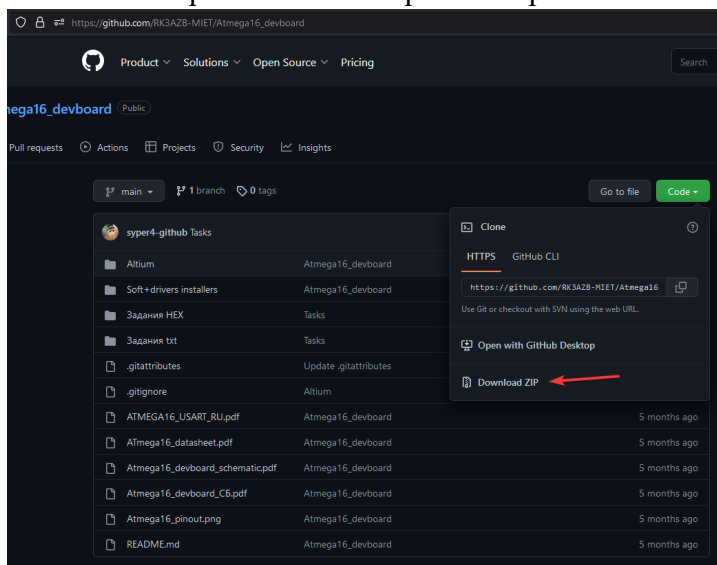 https://github.com/RK3AZB-MIET/Atmega16_devboard
Product Solutions Open Source Pricing Search
mega16_devboard Public
Pull requests Actions Projects Security Insights
main 1 branch 0 tags Go to file Code
syper4-github Tasks
Clone
HTTPS GitHub CLI
https://github.com/RK3AZB-MIET/Atmega16
Use Git or checkout with SVN using the web URL.
Open with GitHub Desktop
Download ZIP
Altium Atmega16_devboard
Soft+drivers installers Atmega16_devboard
Задания HEX Tasks
Задания txt Tasks
.gitattributes Update .gitattributes
.gitignore Altium
ATMEGA16_USART_RU.pdf Atmega16_devboard 5 months ago
ATmega16_datasheet.pdf Atmega16_devboard 5 months ago
Atmega16_devboard_schematic.pdf Atmega16_devboard 5 months ago
Atmega16_devboard_СБ.pdf Atmega16_devboard 5 months ago
Atmega16_pinout.png Atmega16_devboard 5 months ago
README.md Atmega16_devboard 5 months ago